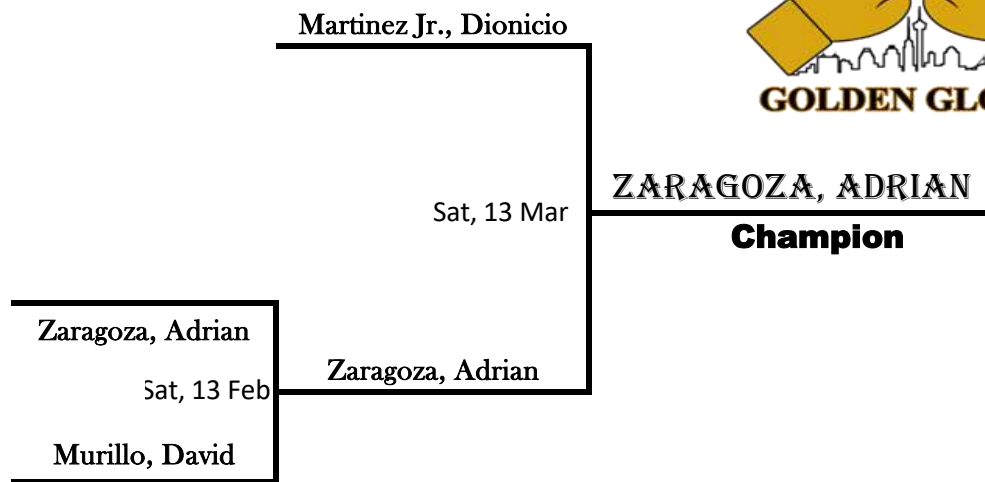 Martinez Jr., Dionicio
GOLDEN
ZARAGOZA, ADRIAN
Sat, 13 Mar
Champion
Zaragoza, Adrian
Zaragoza, Adrian
Sat, 13 Feb
Murillo, David